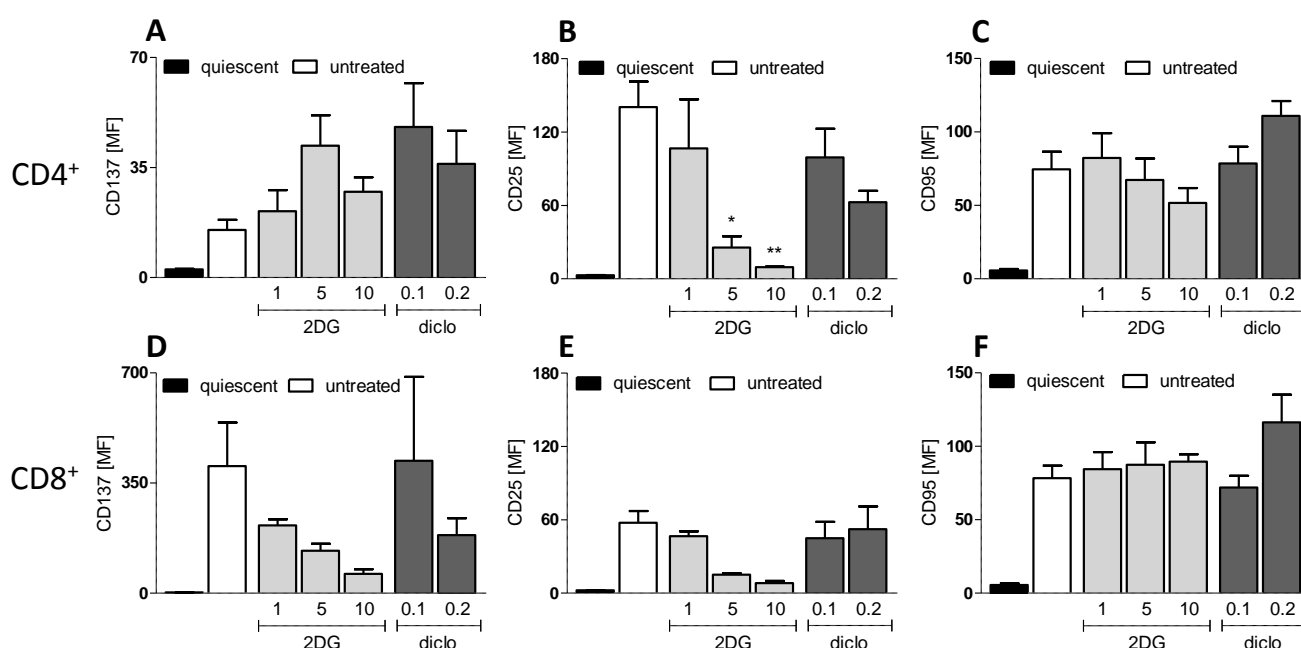 A
70
quiescent untreated
CD137 [MF]
35
0
1 5 10 0.1 0.2
2DG diclo
B
180
quiescent untreated
CD25 [MF]
120
60
0
* **
1 5 10 0.1 0.2
2DG diclo
C
150
quiescent untreated
CD95 [MF]
100
50
0
1 5 10 0.1 0.2
2DG diclo
CD4+
D
700
quiescent untreated
CD137 [MF]
350
0
1 5 10 0.1 0.2
2DG diclo
E
180
quiescent untreated
CD25 [MF]
120
60
0
1 5 10 0.1 0.2
2DG diclo
F
150
quiescent untreated
CD95 [MF]
100
50
0
1 5 10 0.1 0.2
2DG diclo
CD8+